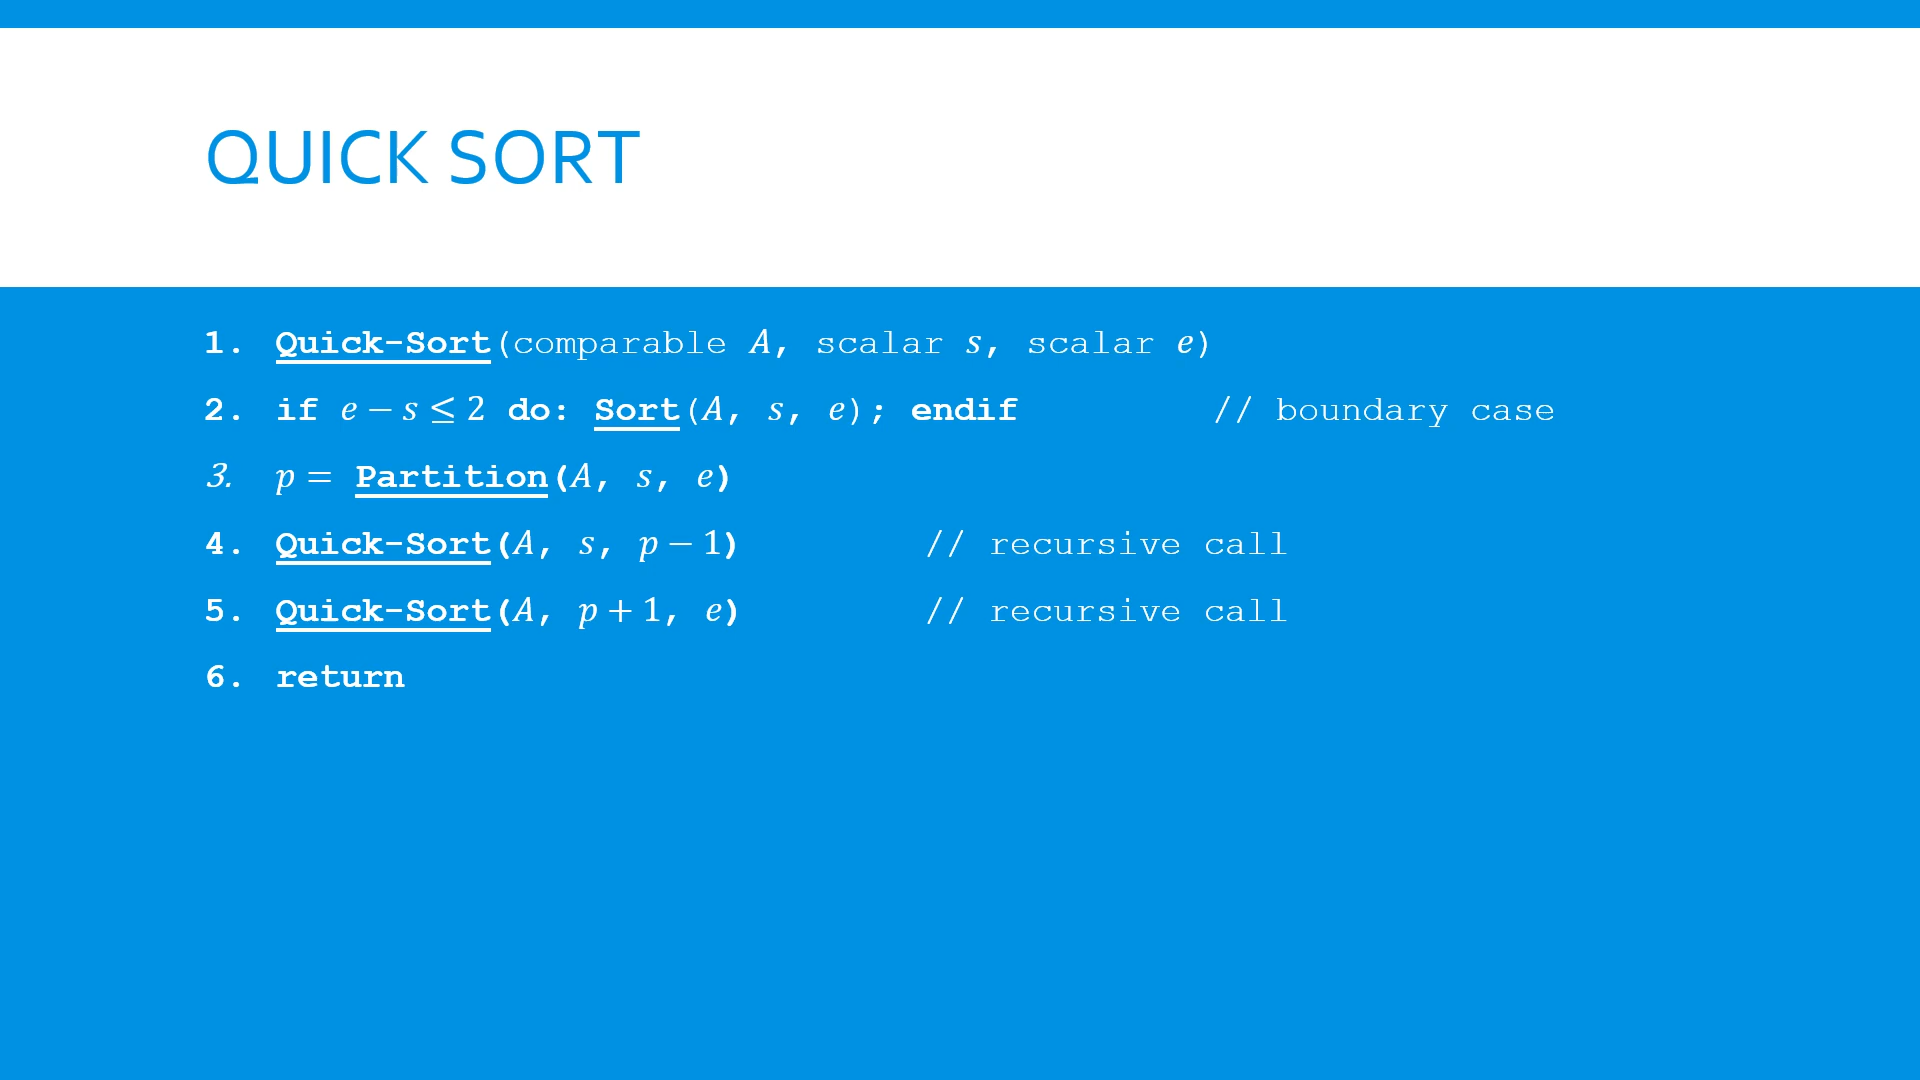 QUICK SORT
1. Quick-Sort(comparable A, scalar s, scalar e)
2. if e − s ≤ 2 do: Sort(A, s, e); endif // boundary case
3. p = Partition(A, s, e)
4. Quick-Sort(A, s, p − 1) // recursive call
5. Quick-Sort(A, p + 1, e) // recursive call
6. return